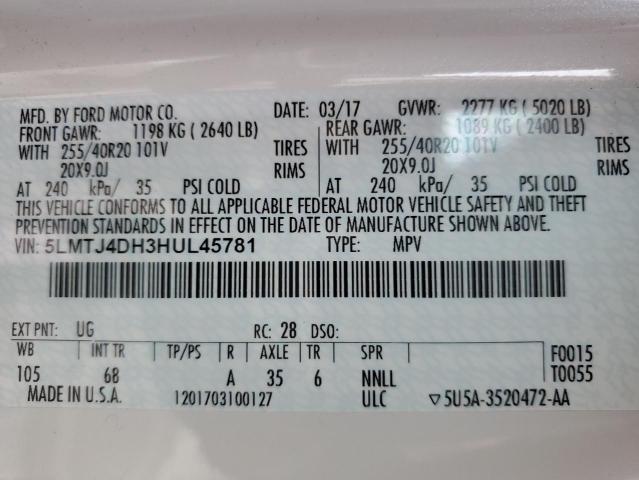 MFD. BY FORD MOTOR CO. DATE: 03/17 GVWR: 2277 KG ( 5020 LB)
FRONT GAWR: 1198 KG ( 2640 LB) REAR GAWR: 1089 KG ( 2400 LB)
WITH 255/40R20 101V TIRES WITH 255/40R20 101V TIRES
20X9.0J RIMS 20X9.0J RIMS
AT 240 kPa/ 35 PSI COLD AT 240 kPa/ 35 PSI COLD
THIS VEHICLE CONFORMS TO ALL APPLICABLE FEDERAL MOTOR VEHICLE SAFETY AND THEFT
PREVENTION STANDARDS IN EFFECT ON THE DATE OF MANUFACTURE SHOWN ABOVE.
VIN: 5LMTJ4DH3HUL45781 TYPE: MPV
EXT PNT: UG RC: 28 DSO:
WB INT TR TP/PS R AXLE TR SPR F0015
105 68 A 35 6 NNLL T0055
MADE IN U.S.A. 1201703100127 ULC ▽5U5A-3520472-AA